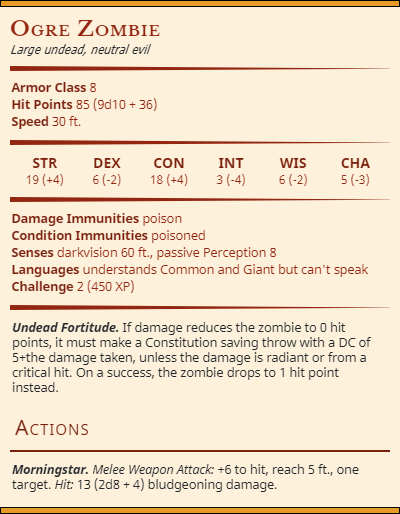 Ogre Zombie
Large undead, neutral evil
Armor Class 8
Hit Points 85 (9d10 + 36)
Speed 30 ft.
STR DEX CON INT WIS CHA
19 (+4) 6 (-2) 18 (+4) 3 (-4) 6 (-2) 5 (-3)
Damage Immunities poison
Condition Immunities poisoned
Senses darkvision 60 ft., passive Perception 8
Languages understands Common and Giant but can't speak
Challenge 2 (450 XP)
Undead Fortitude. If damage reduces the zombie to 0 hit
points, it must make a Constitution saving throw with a DC of
5+the damage taken, unless the damage is radiant or from a
critical hit. On a success, the zombie drops to 1 hit point
instead.
Actions
Morningstar. Melee Weapon Attack: +6 to hit, reach 5 ft., one
target. Hit: 13 (2d8 + 4) bludgeoning damage.